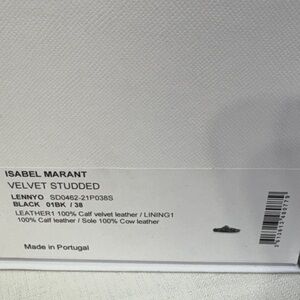 ISABEL MARANT
VELVET STUDDED
LENNYO SD0462-21P038S
BLACK 01BK / 38
LEATHER1 100% Calf velvet leather / LINING1
100% Calf leather / Sole 100% Cow leather
Made in Portugal